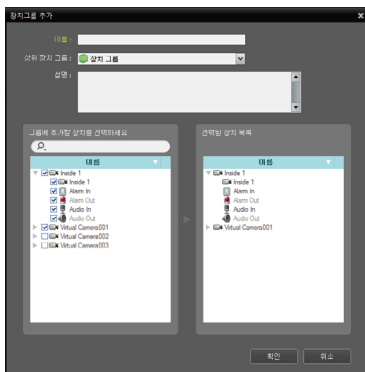 장치그룹 추가
x
이름 :
상위 장치 그룹 : 장치 그룹
설명 :
그룹에 추가할 장치를 선택하세요
이름
Inside 1
Inside 1
Alarm In
Alarm Out
Audio In
Audio Out
Virtual Camera001
Virtual Camera002
Virtual Camera003
선택된 장치 목록
이름
Inside 1
Inside 1
Alarm In
Alarm Out
Audio In
Audio Out
Virtual Camera001
확인
취소